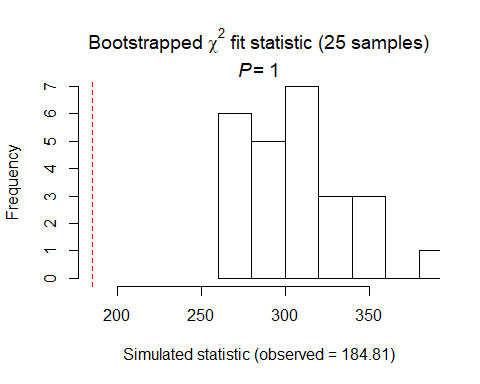 Bootstrapped χ² fit statistic (25 samples)
P = 1
Frequency
7
6
5
4
3
2
1
0
200 250 300 350
Simulated statistic (observed = 184.81)